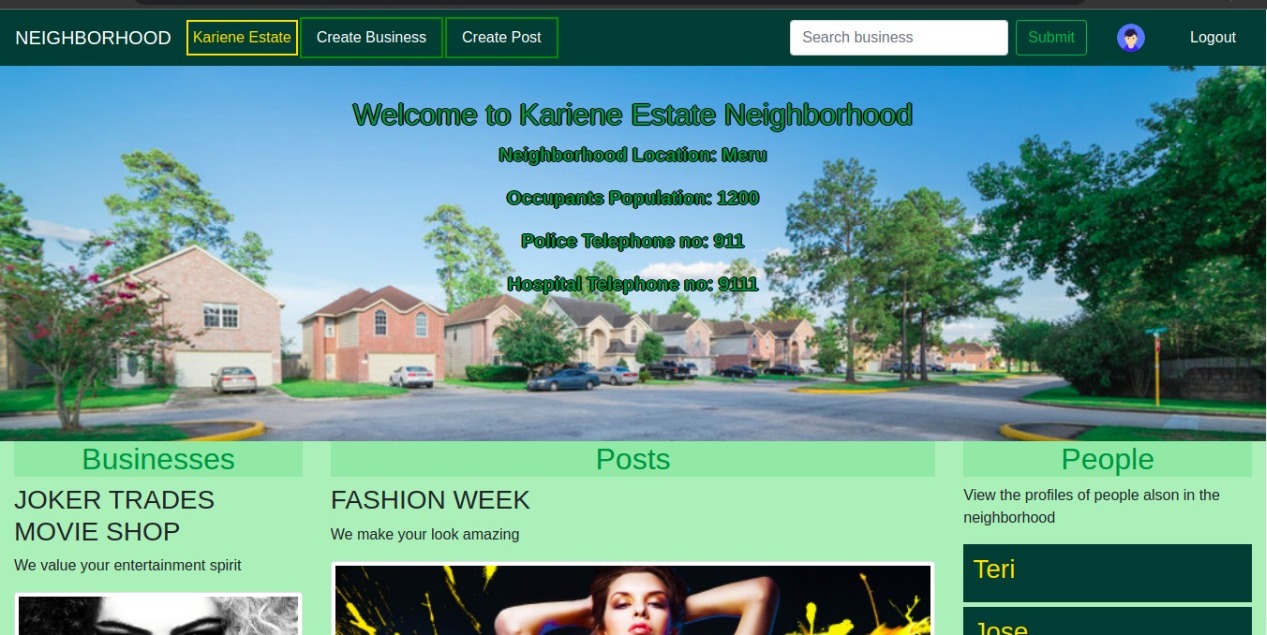 NEIGHBORHOOD
Kariene Estate
Create Business
Create Post
Search business
Submit
Logout
Welcome to Kariene Estate Neighborhood
Neighborhood Location: Meru
Occupants Population: 1200
Police Telephone no: 911
Hospital Telephone no: 9111
Businesses
JOKER TRADES
MOVIE SHOP
We value your entertainment spirit
Posts
FASHION WEEK
We make your look amazing
People
View the profiles of people alson in the
neighborhood
Teri
Jose